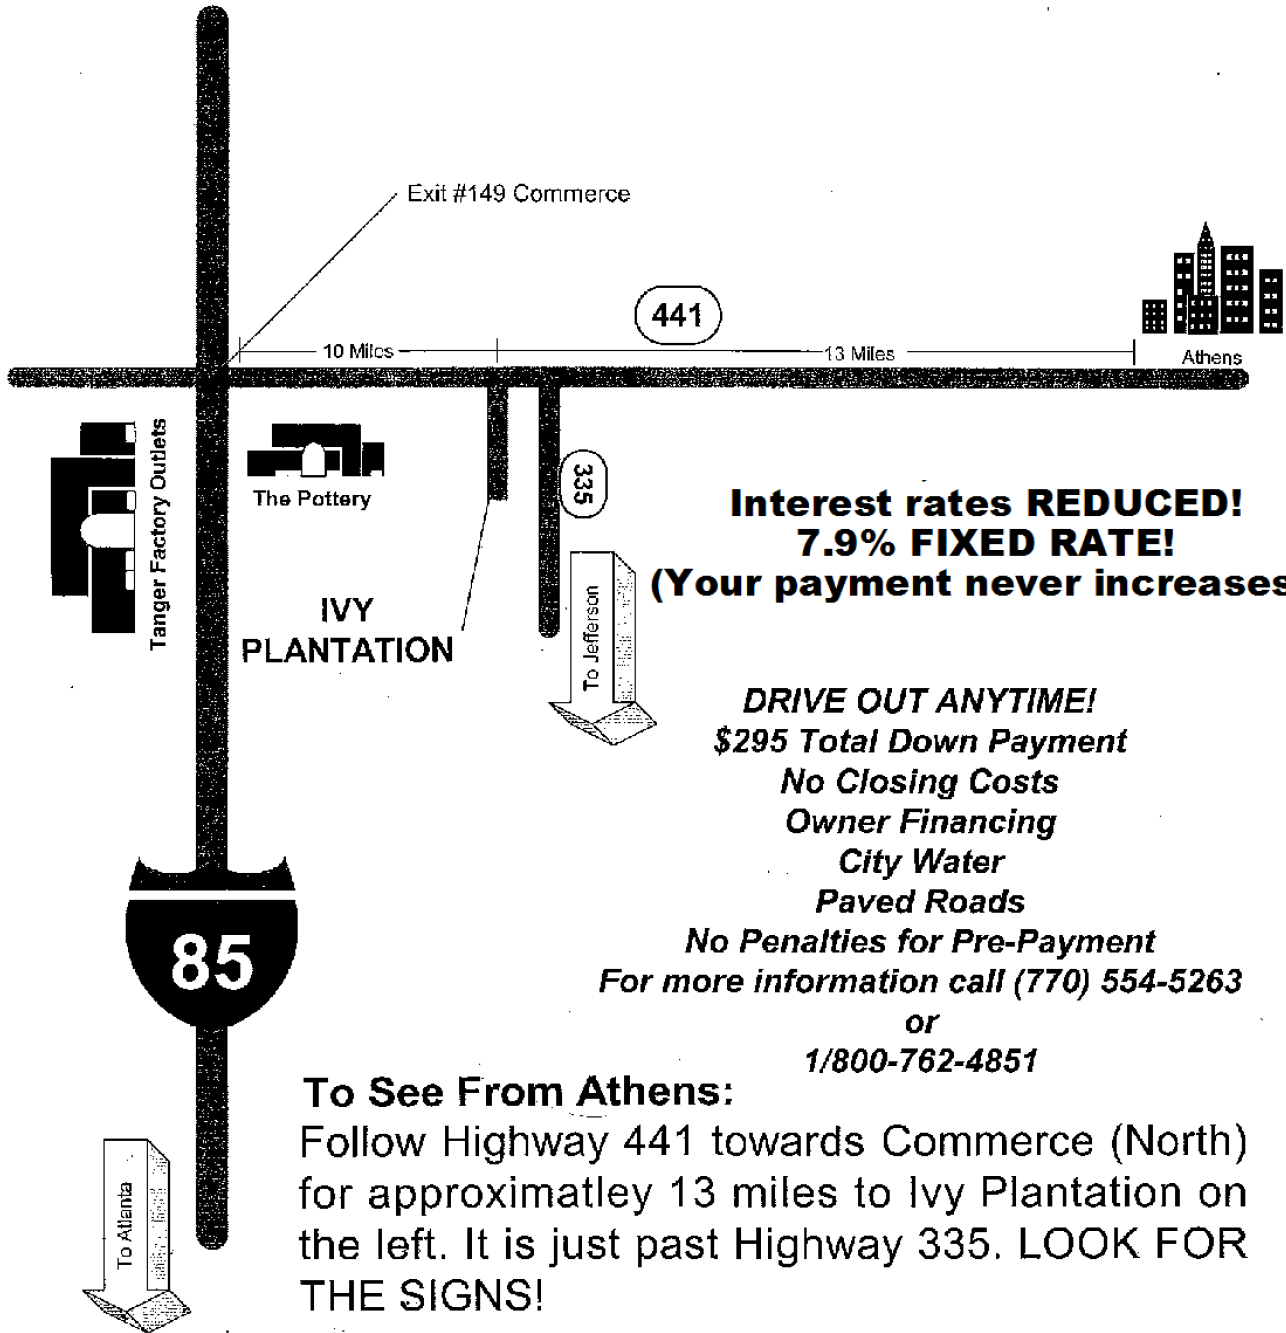 Exit #149 Commerce
441
10 Miles
13 Miles
Athens
Tanger Factory Outlets
The Pottery
335
IVY
PLANTATION
To Jefferson
Interest rates REDUCED!
7.9% FIXED RATE!
(Your payment never increases
DRIVE OUT ANYTIME!
$295 Total Down Payment
No Closing Costs
Owner Financing
City Water
Paved Roads
No Penalties for Pre-Payment
For more information call (770) 554-5263
or
1/800-762-4851
85
To Atlanta
To See From Athens:
Follow Highway 441 towards Commerce (North)
for approximatley 13 miles to Ivy Plantation on
the left. It is just past Highway 335. LOOK FOR
THE SIGNS!